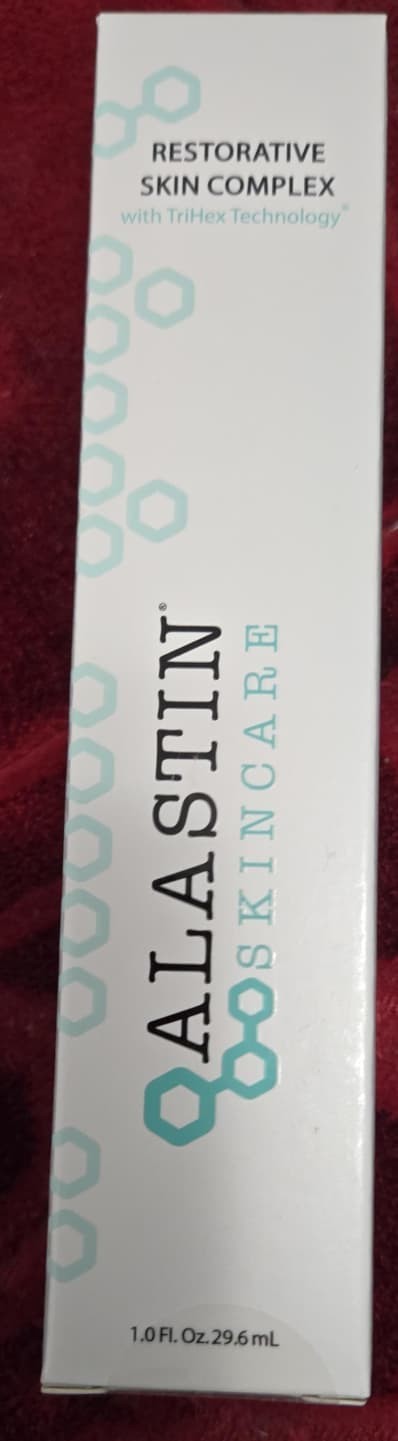 RESTORATIVE
SKIN COMPLEX
with TriHex Technology®
ALASTIN®
SKINCARE
1.0 Fl. Oz. 29.6 mL